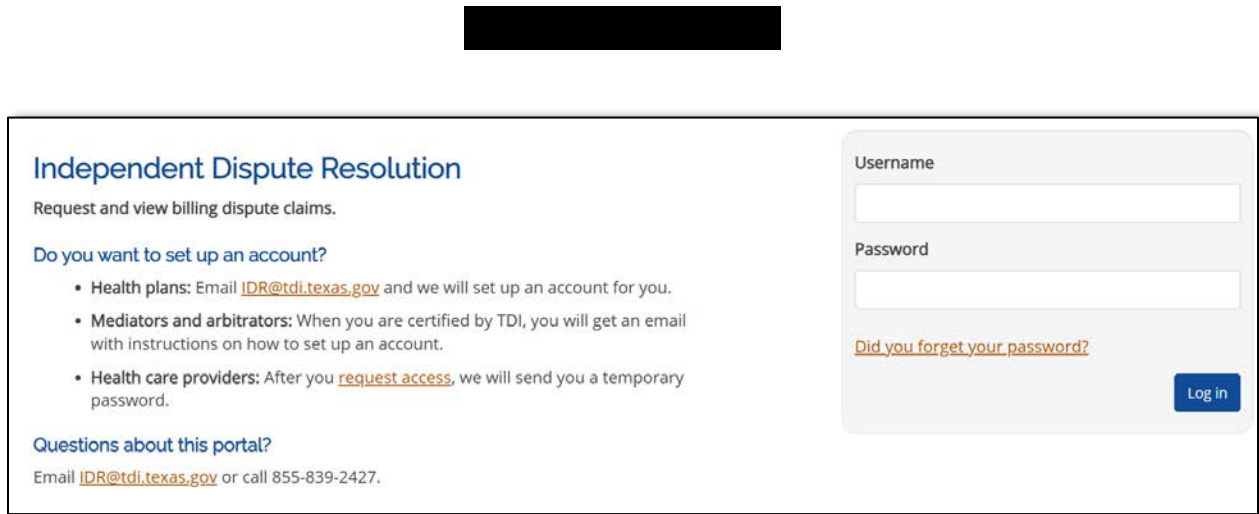 Independent Dispute Resolution
Request and view billing dispute claims.
Do you want to set up an account?
• Health plans: Email IDR@tdi.texas.gov and we will set up an account for you.
• Mediators and arbitrators: When you are certified by TDI, you will get an email
with instructions on how to set up an account.
• Health care providers: After you request access, we will send you a temporary
password.
Questions about this portal?
Email IDR@tdi.texas.gov or call 855-839-2427.
Username
Password
Did you forget your password?
Log in